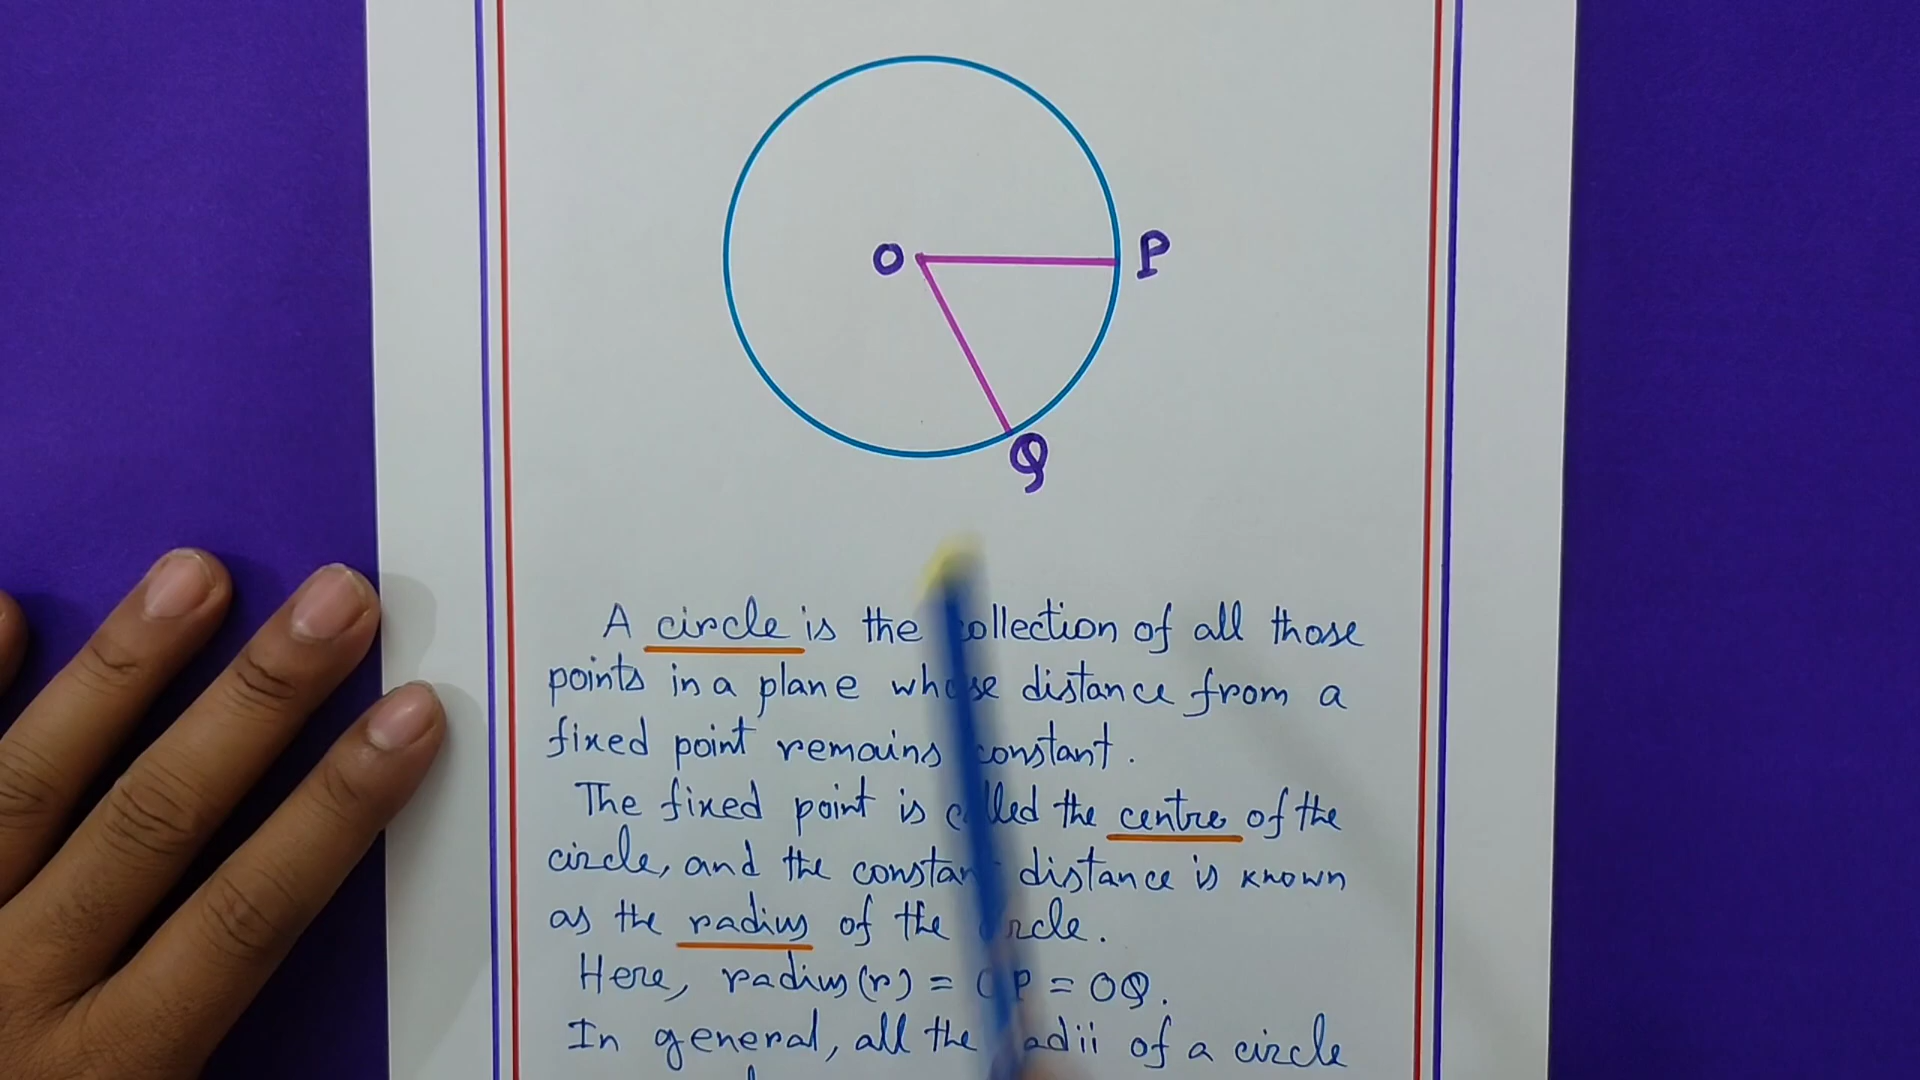 O
P
Q
A circle is the collection of all those
points in a plane whose distance from a
fixed point remains constant.
The fixed point is called the centre of the
circle, and the constant distance is known
as the radius of the circle.
Here, radius (r) = OP = OQ.
In general, all the radii of a circle